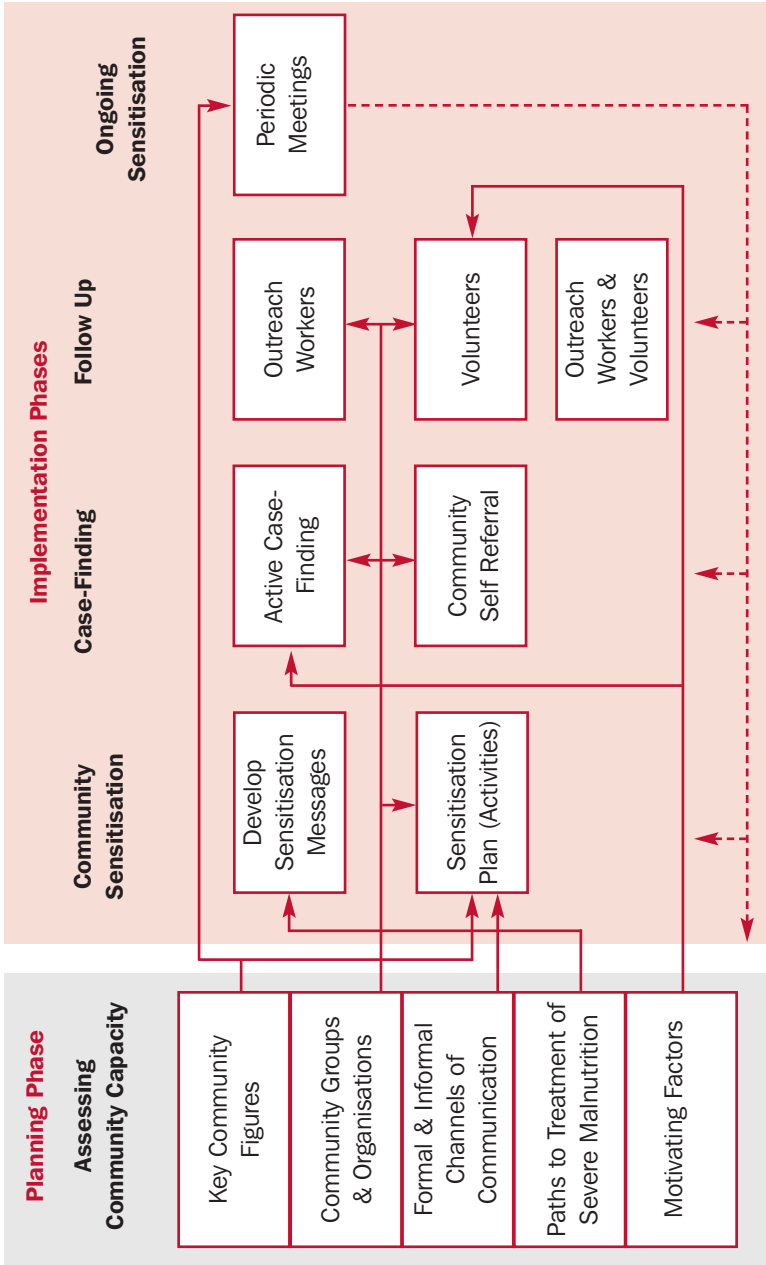 Planning Phase
Assessing
Community Capacity
Key Community
Figures
Community Groups
& Organisations
Formal & Informal
Channels of
Communication
Paths to Treatment of
Severe Malnutrition
Motivating Factors
Implementation Phases
Community
Sensitisation
Develop
Sensitisation
Messages
Sensitisation
Plan (Activities)
Case-Finding
Active Case-
Finding
Community
Self Referral
Follow Up
Outreach
Workers
Volunteers
Outreach
Workers &
Volunteers
Ongoing
Sensitisation
Periodic
Meetings